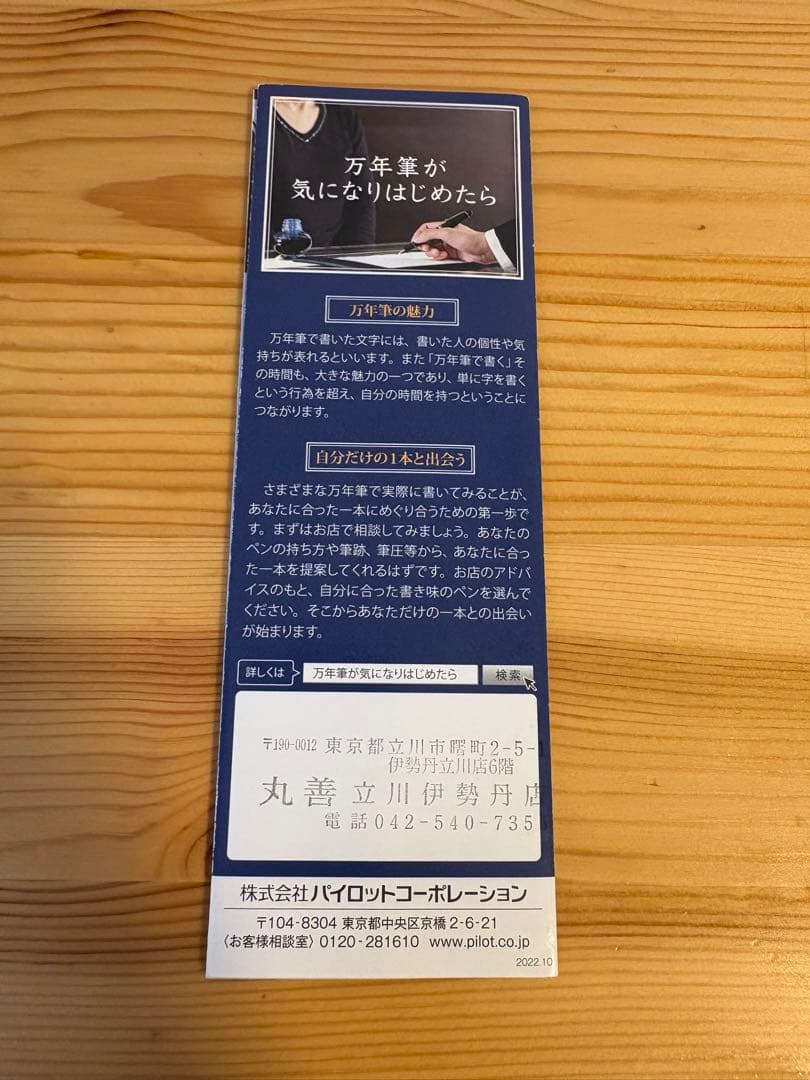 万年筆が
気になりはじめたら
万年筆の魅力
万年筆で書いた文字には、書いた人の個性や気
持ちが表れるといいます。また「万年筆で書く」そ
の時間も、大きな魅力の一つであり、単に字を書く
という行為を超え、自分の時間を持つということに
つながります。
自分だけの1本と出会う
さまざまな万年筆で実際に書いてみることが、
あなたに合った一本にめぐり合うための第一歩で
す。まずはお店で相談してみましょう。あなたの
ペンの持ち方や筆跡、筆圧等から、あなたに合っ
た一本を提案してくれるはずです。お店のアドバ
イスのもと、自分に合った書き味のペンを選んで
ください。そこからあなただけの一本との出会い
が始まります。
詳しくは 万年筆が気になりはじめたら 検索
〒190-0012 東京都立川市曙町2-5-1
伊勢丹立川店6階
丸善 立川伊勢丹店
電話042-540-735
株式会社パイロットコーポレーション
〒104-8304 東京都中央区京橋 2-6-21
〈お客様相談室〉0120-281610 www.pilot.co.jp
2022.10